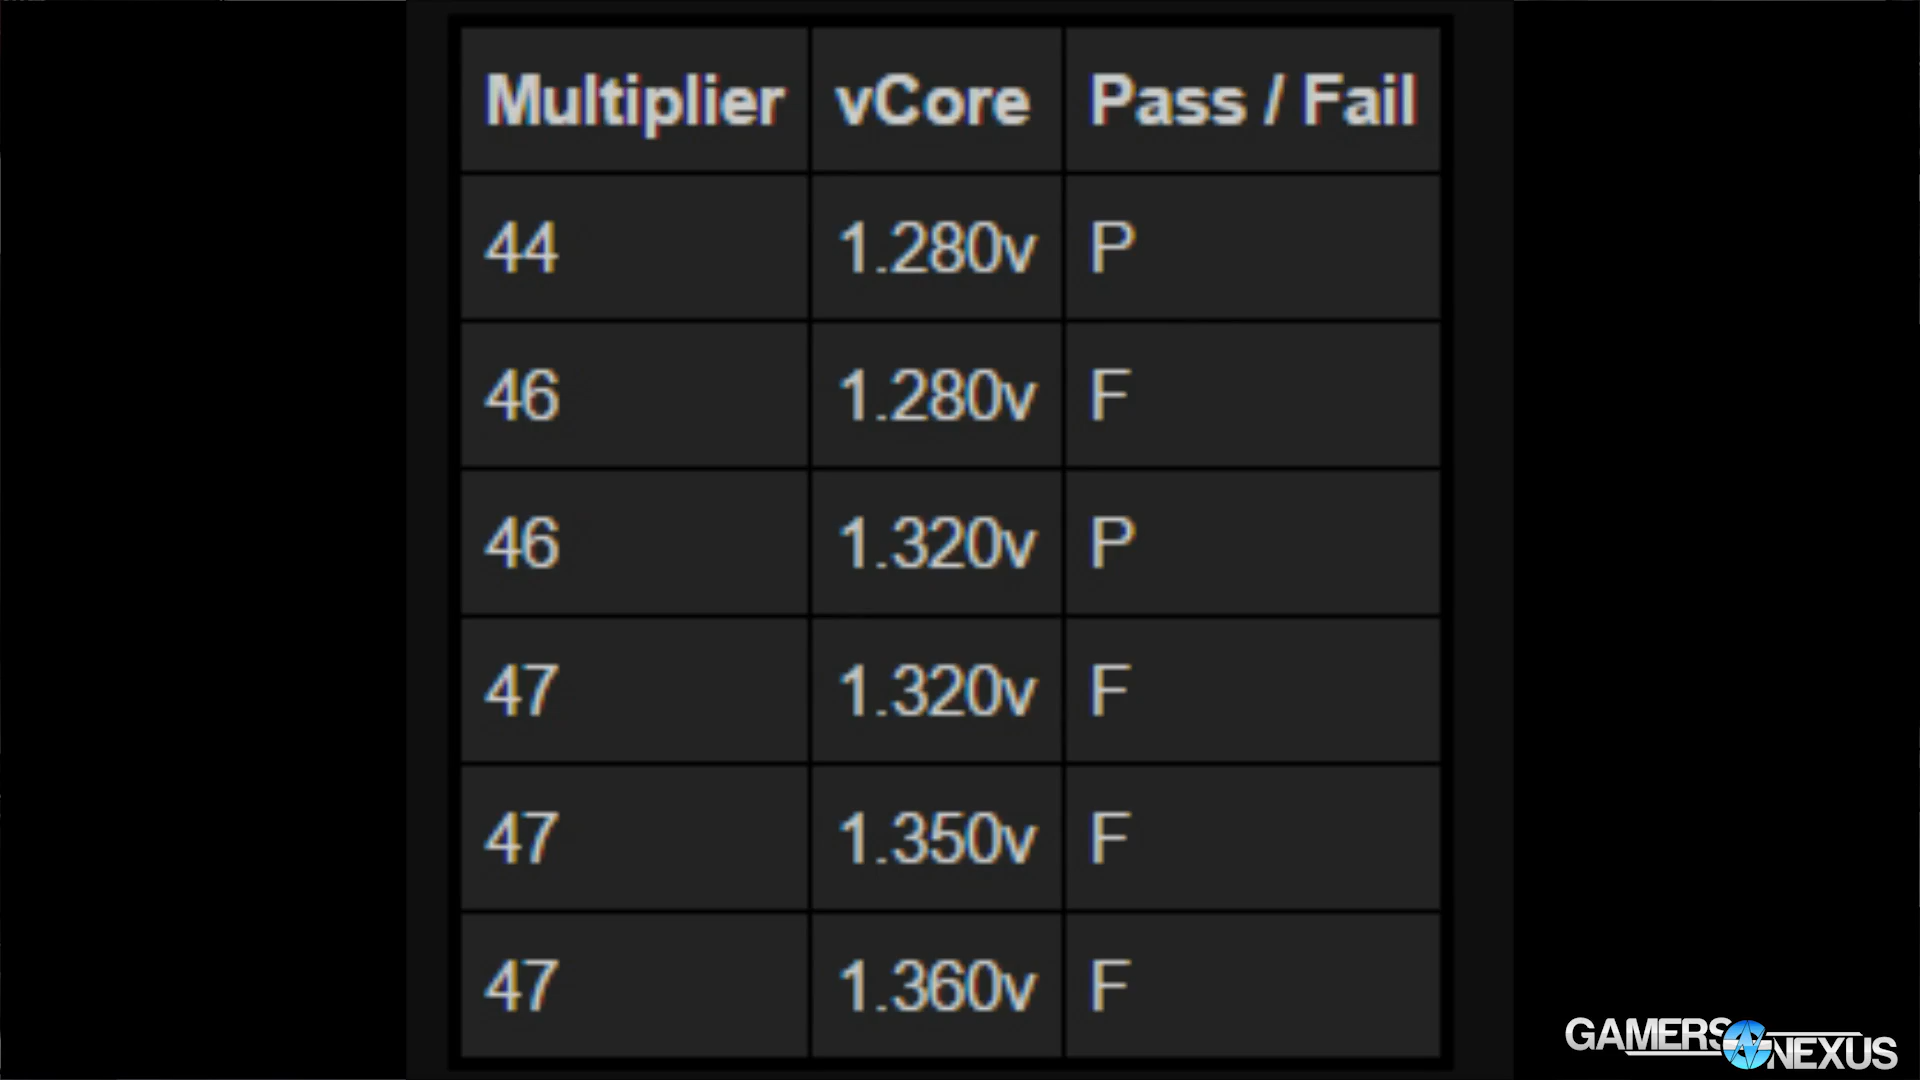 Multiplier vCore Pass / Fail
44 1.280v P
46 1.280v F
46 1.320v P
47 1.320v F
47 1.350v F
47 1.360v F
GAMERS NEXUS